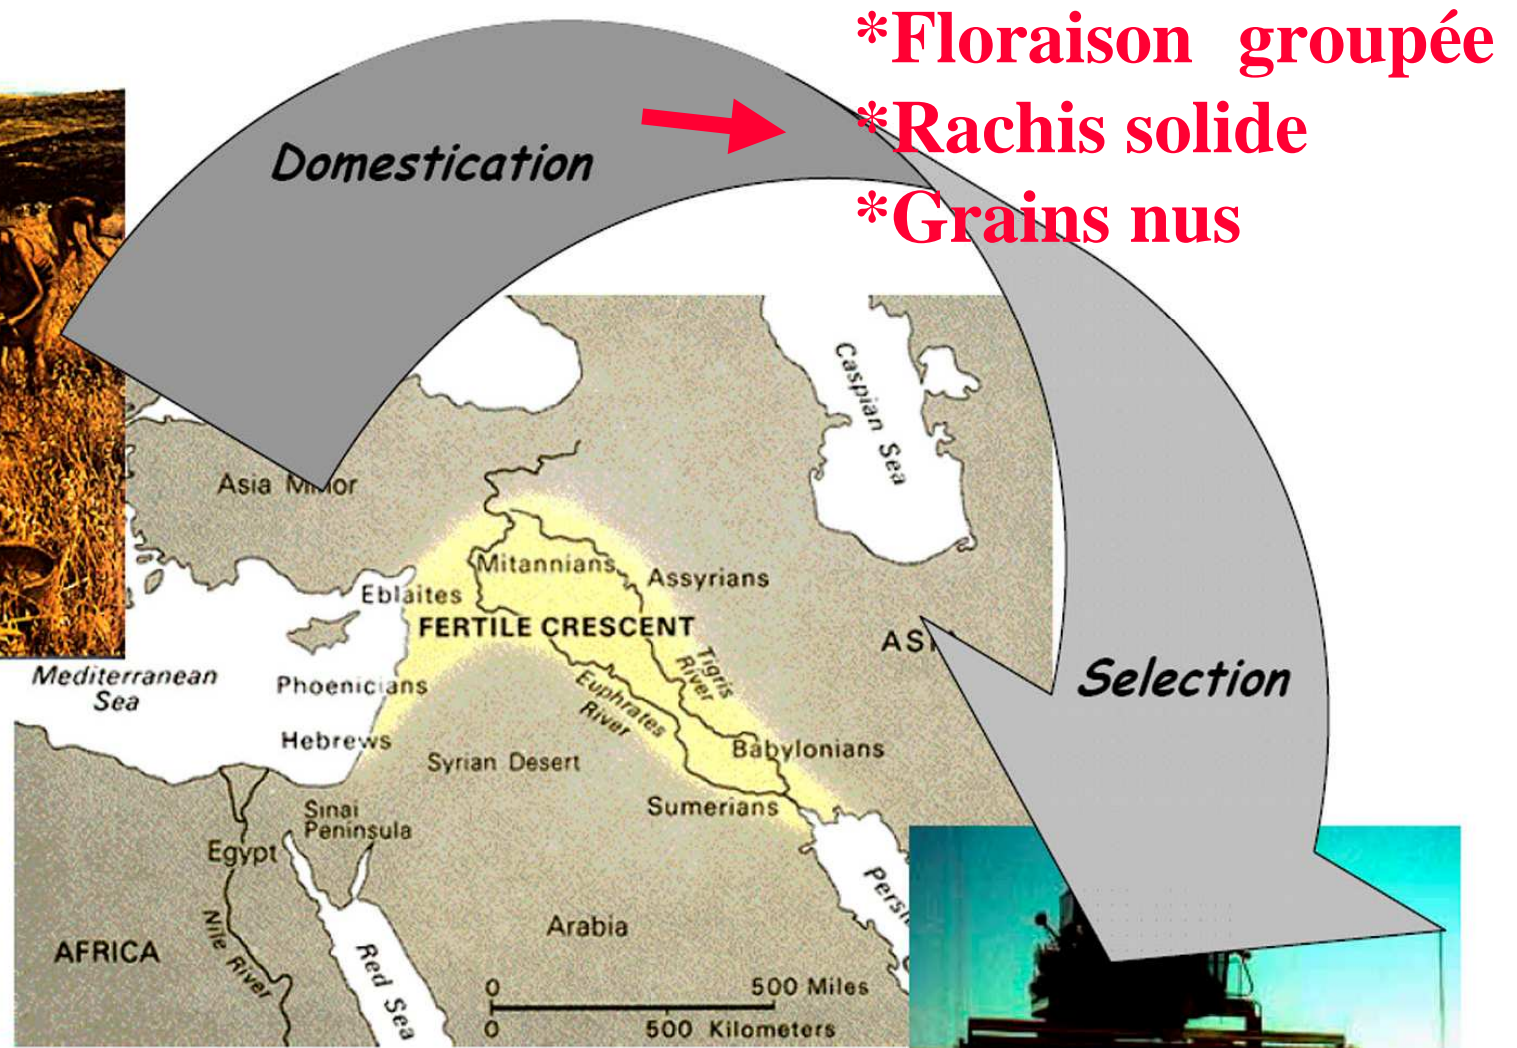 *Floraison groupée
*Rachis solide
*Grains nus
Domestication
Caspian Sea
Asia Minor
Mitannians
Assyrians
Eblaites
FERTILE CRESCENT
Mediterranean
Sea
Phoenicians
Tigris
River
Euphrates
River
Selection
Hebrews
Syrian Desert
Babylonians
Sumerians
Sinai
Peninsula
Egypt
Nile River
AFRICA
Red Sea
Arabia
0 500 Miles
0 500 Kilometers